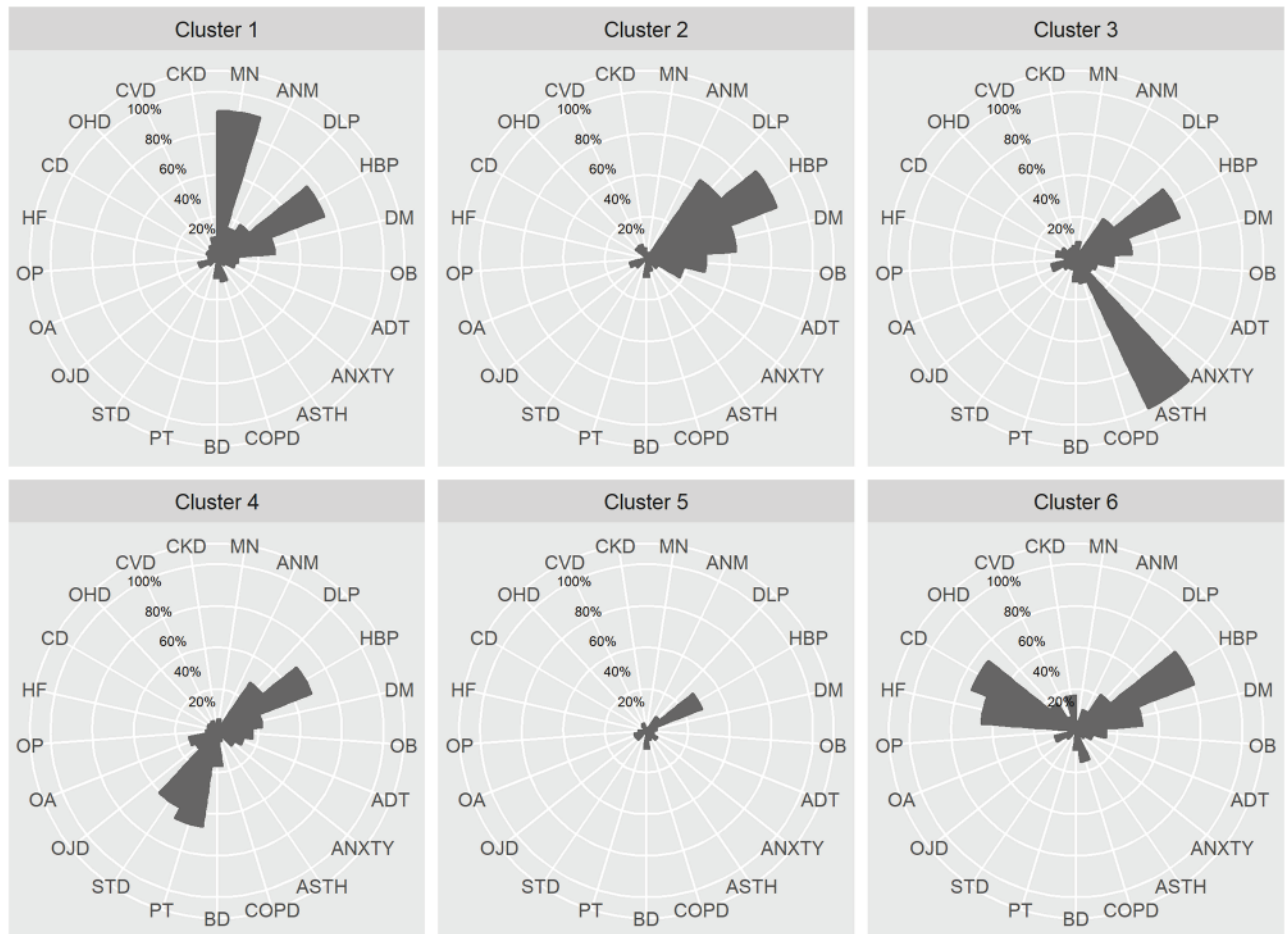 Cluster 1
CKD MN
CVD ANM
100%
OHD DLP
80%
CD 60% HBP
40%
HF 20% DM
OP OB
OA ADT
OJD ANXTY
STD ASTH
PT BD COPD
Cluster 2
CKD MN
CVD ANM
100%
OHD DLP
80%
CD 60% HBP
40%
HF 20% DM
OP OB
OA ADT
OJD ANXTY
STD ASTH
PT BD COPD
Cluster 3
CKD MN
CVD ANM
100%
OHD DLP
80%
CD 60% HBP
40%
HF 20% DM
OP OB
OA ADT
OJD ANXTY
STD ASTH
PT BD COPD
Cluster 4
CKD MN
CVD ANM
100%
OHD DLP
80%
CD 60% HBP
40%
HF 20% DM
OP OB
OA ADT
OJD ANXTY
STD ASTH
PT BD COPD
Cluster 5
CKD MN
CVD ANM
100%
OHD DLP
80%
CD 60% HBP
40%
HF 20% DM
OP OB
OA ADT
OJD ANXTY
STD ASTH
PT BD COPD
Cluster 6
CKD MN
CVD ANM
100%
OHD DLP
80%
CD 60% HBP
40%
HF 20% DM
OP OB
OA ADT
OJD ANXTY
STD ASTH
PT BD COPD